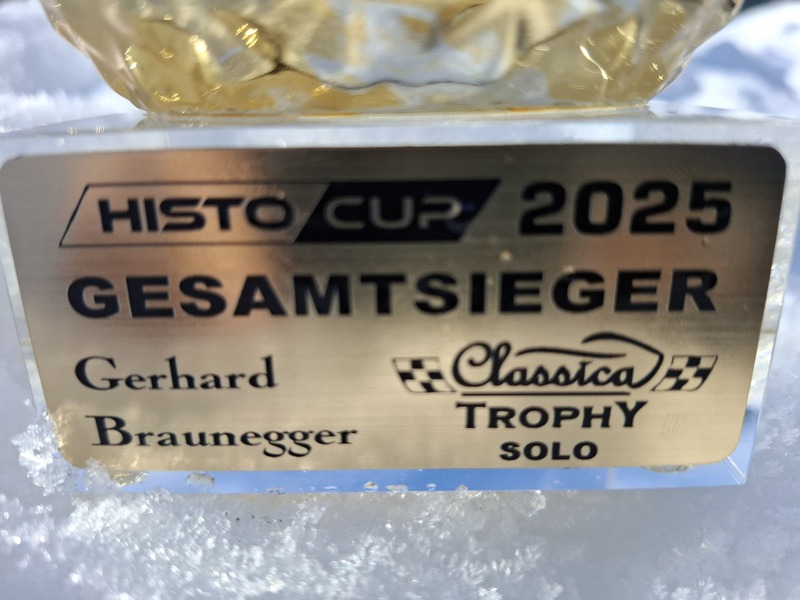 HISTO CUP 2025
GESAMTSIEGER
Gerhard
Braunegger
Classica
TROPHY
SOLO